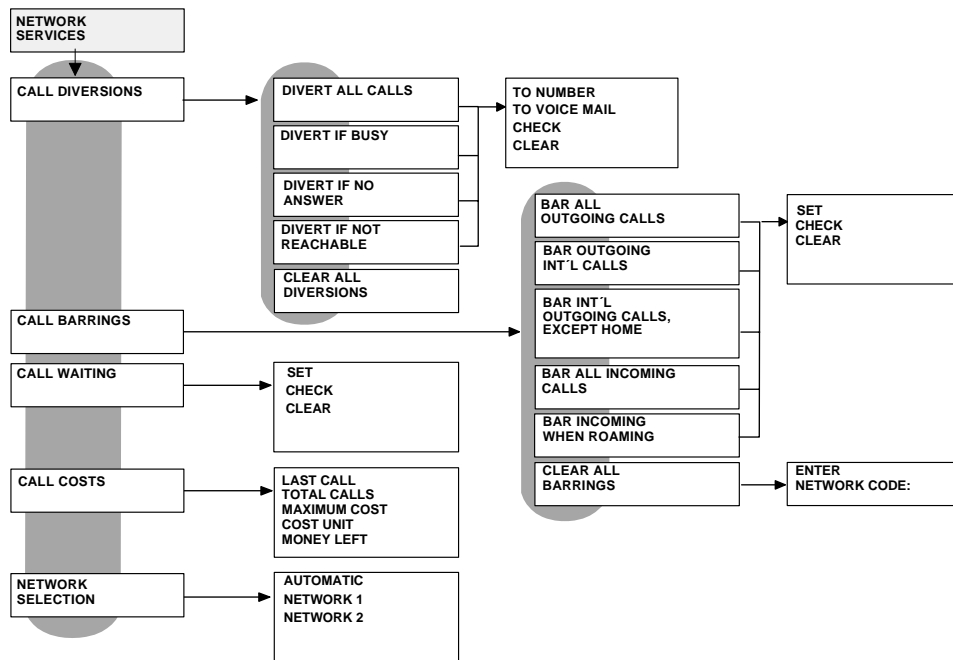 NETWORK
SERVICES
CALL DIVERSIONS
DIVERT ALL CALLS
DIVERT IF BUSY
DIVERT IF NO
ANSWER
DIVERT IF NOT
REACHABLE
CLEAR ALL
DIVERSIONS
TO NUMBER
TO VOICE MAIL
CHECK
CLEAR
CALL BARRINGS
BAR ALL
OUTGOING CALLS
BAR OUTGOING
INT´L CALLS
BAR INT´L
OUTGOING CALLS,
EXCEPT HOME
BAR ALL INCOMING
CALLS
BAR INCOMING
WHEN ROAMING
CLEAR ALL
BARRINGS
SET
CHECK
CLEAR
ENTER
NETWORK CODE:
CALL WAITING
SET
CHECK
CLEAR
CALL COSTS
LAST CALL
TOTAL CALLS
MAXIMUM COST
COST UNIT
MONEY LEFT
NETWORK
SELECTION
AUTOMATIC
NETWORK 1
NETWORK 2